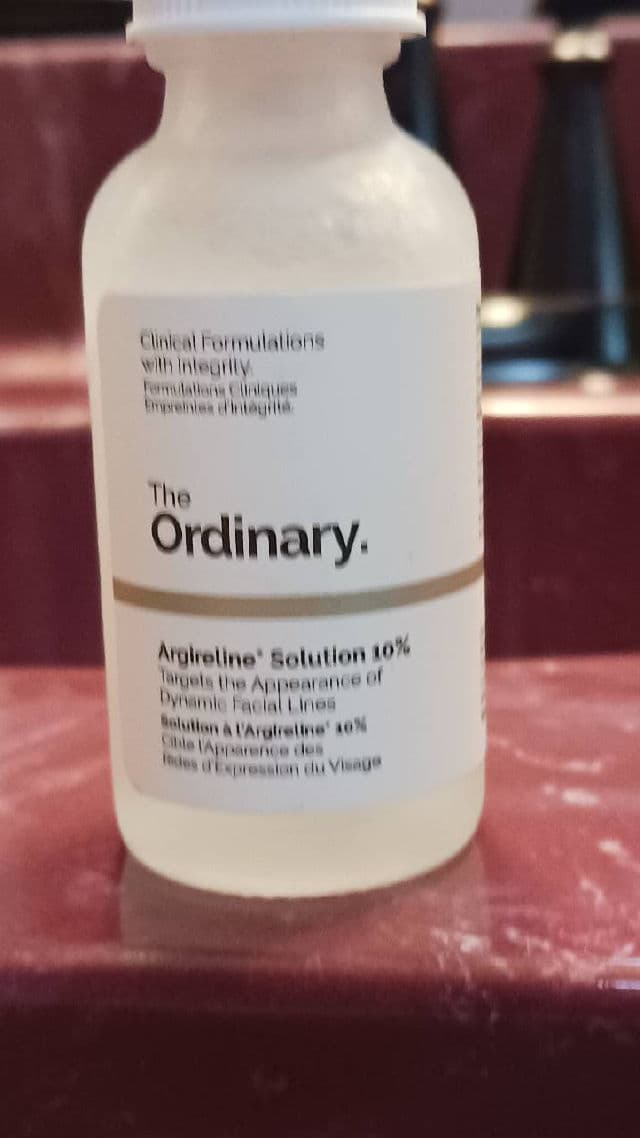 Clinical Formulations
with Integrity.
Formulations Cliniques
Empreintes d'Intégrité.
The
Ordinary.
Argireline* Solution 10%
Targets the Appearance of
Dynamic Facial Lines
Solution à l'Argireline* 10%
Cible l'Apparence des
Rides d'Expression du Visage